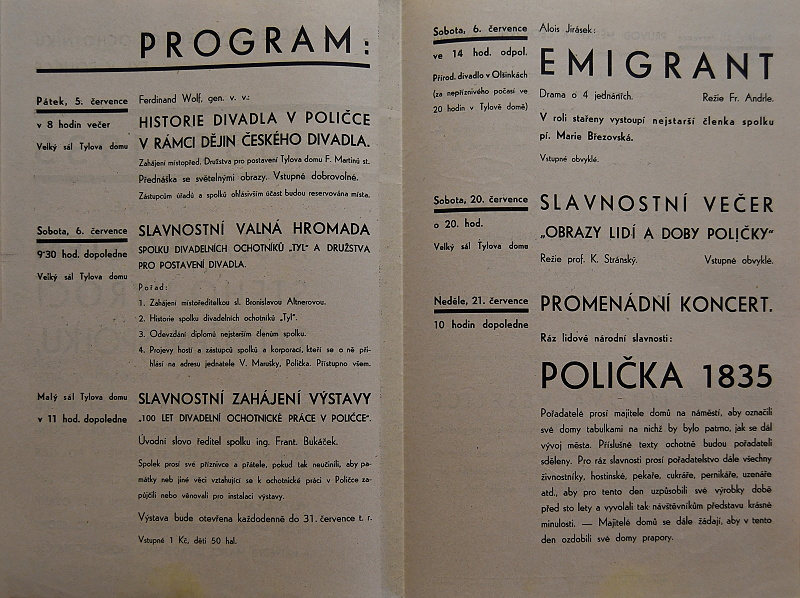 PROGRAM:
Pátek, 5. července
v 8 hodin večer
Velký sál Tylova domu
Ferdinand Wolf, gen. v. v.:
HISTORIE DIVADLA V POLIČCE
V RÁMCI DĚJIN ČESKÉHO DIVADLA.
Zahájení místopřed. Družstva pro postavení Tylova domu F. Martinů st.
Přednáška se světelnými obrazy. Vstupné dobrovolné.
Zástupcům úřadů a spolků ohlásivším účast budou reservována místa.
Sobota, 6. července
9·30 hod. dopoledne
Velký sál Tylova domu
SLAVNOSTNÍ VALNÁ HROMADA
SPOLKU DIVADELNÍCH OCHOTNÍKŮ „TYL" A DRUŽSTVA
PRO POSTAVENÍ DIVADLA.
Pořad:
1. Zahájení místoředitelkou sl. Bronislavou Altnerovou.
2. Historie spolku divadelních ochotníků „Tyl".
3. Odevzdání diplomů nejstarším členům spolku.
4. Projevy hostí a zástupců spolků a korporací, kteří se o ně při-
hlásí na adresu jednatele V. Marušky, Polička. Přístupno všem.
Malý sál Tylova domu
v 11 hod. dopoledne
SLAVNOSTNÍ ZAHÁJENÍ VÝSTAVY
„100 LET DIVADELNÍ OCHOTNICKÉ PRÁCE V POLIČCE".
Úvodní slovo ředitel spolku ing. Frant. Bukáček.
Spolek prosí své příznivce a přátele, pokud tak neučinili, aby pa-
mátky neb jiné věci vztahující se k ochotnické práci v Poličce za-
půjčili nebo věnovali pro instalaci výstavy.
Výstava bude otevřena každodenně do 31. července t. r.
Vstupné 1 Kč, děti 50 hal.
Sobota, 6. července
ve 14 hod. odpol.
Přírod. divadlo v Olšinkách
(za nepříznivého počasí ve
20 hodin v Tylově domě)
Alois Jirásek:
EMIGRANT
Drama o 4 jednáních. Režie Fr. Andrle.
V roli stařeny vystoupí nejstarší členka spolku
pí. Marie Březovská.
Vstupné obvyklé.
Sobota, 20. července
o 20. hod.
Velký sál Tylova domu
SLAVNOSTNÍ VEČER
„OBRAZY LIDÍ A DOBY POLIČKY"
Režie prof. K. Stránský. Vstupné obvyklé.
Neděle, 21. července
10 hodin dopoledne
PROMENÁDNÍ KONCERT.
Ráz lidové národní slavnosti:
POLIČKA 1835
Pořadatelé prosí majitele domů na náměstí, aby označili
své domy tabulkami na nichž by bylo patrno, jak se dál
vývoj města. Příslušné texty ochotně budou pořadateli
sděleny. Pro ráz slavnosti prosí pořadatelstvo dále všechny
živnostníky, hostinské, pekaře, cukráře, perníkáře, uzenáře
atd., aby pro tento den uzpůsobili své výrobky době
před sto lety a vyvolali tak návštěvníkům představu krásné
minulosti. — Majitelé domů se dále žádají, aby v tento
den ozdobili své domy prapory.